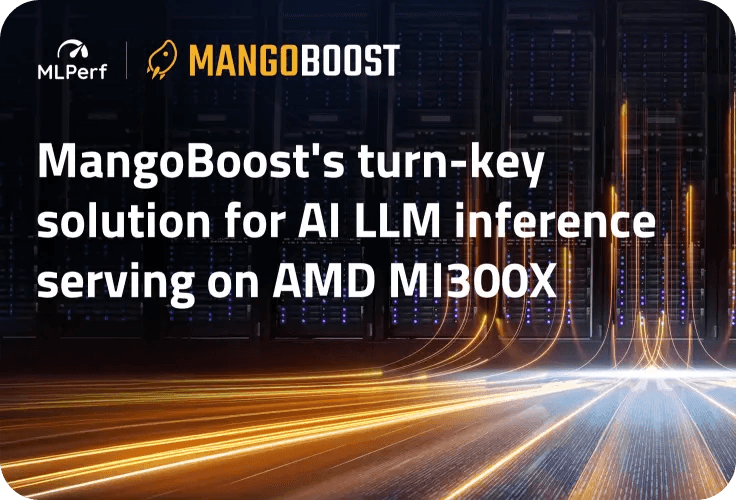 MLPerf
MANGOBOOST
MangoBoost's turn-key
solution for AI LLM inference
serving on AMD MI300X